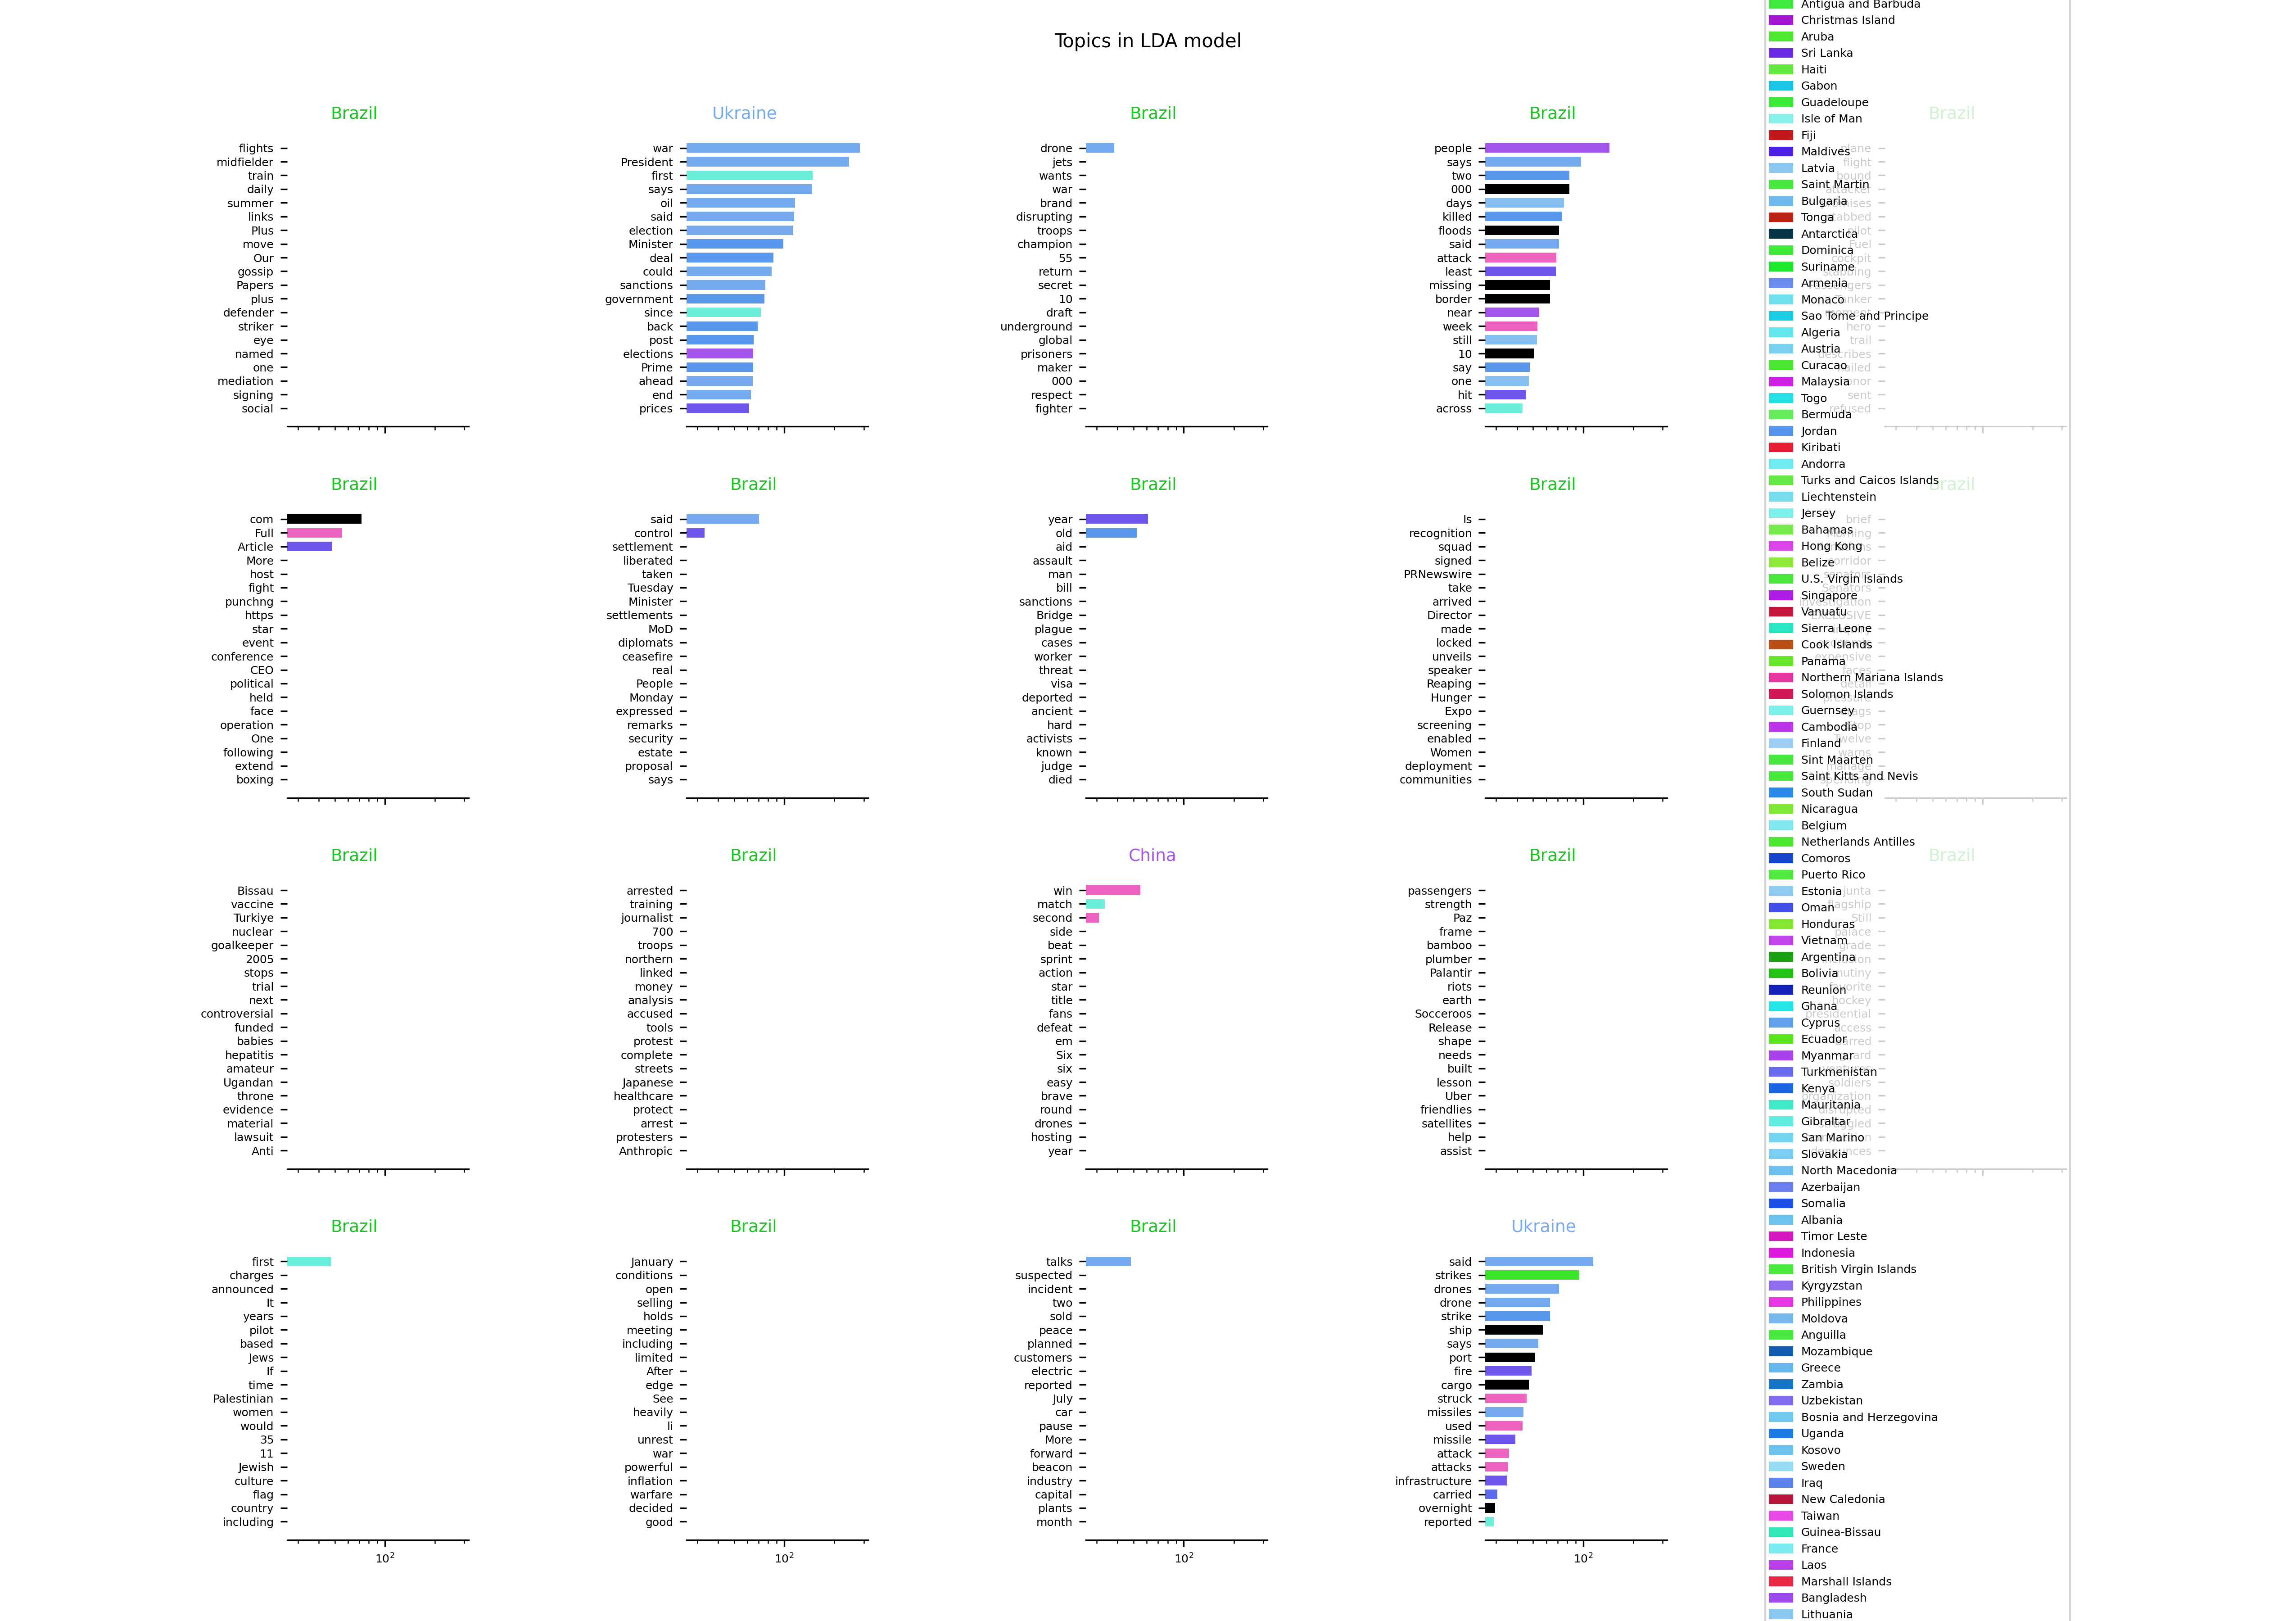 Topics in LDA model
Brazil
flights
midfielder
train
daily
summer
links
Plus
move
Our
gossip
Papers
plus
defender
striker
eye
named
one
mediation
signing
social
Ukraine
war
President
first
says
oil
said
election
Minister
deal
could
sanctions
government
since
back
post
elections
Prime
ahead
end
prices
Brazil
drone
jets
wants
war
brand
disrupting
troops
champion
55
return
secret
10
draft
underground
global
prisoners
maker
000
respect
fighter
Brazil
people
says
two
000
days
killed
floods
said
attack
least
missing
border
near
week
still
10
say
one
hit
across
Brazil
flight
hero
trail
sent
Brazil
com
Full
Article
More
host
fight
punchng
https
star
event
conference
CEO
political
held
face
operation
One
following
extend
boxing
Brazil
said
control
settlement
liberated
taken
Tuesday
Minister
settlements
MoD
diplomats
ceasefire
real
People
Monday
expressed
remarks
security
estate
proposal
says
Brazil
year
old
aid
assault
man
bill
sanctions
Bridge
plague
cases
worker
threat
visa
deported
ancient
hard
activists
known
judge
died
Brazil
Is
recognition
squad
signed
PRNewswire
take
arrived
Director
made
locked
unveils
speaker
Reaping
Hunger
Expo
screening
enabled
Women
deployment
communities
Brazil
brief
Brazil
Bissau
vaccine
Turkiye
nuclear
goalkeeper
2005
stops
trial
next
controversial
funded
babies
hepatitis
amateur
Ugandan
throne
evidence
material
lawsuit
Anti
Brazil
arrested
training
journalist
700
troops
northern
linked
money
analysis
accused
tools
protest
complete
streets
Japanese
healthcare
protect
arrest
protesters
Anthropic
China
win
match
second
side
beat
sprint
action
star
title
fans
defeat
em
Six
six
easy
brave
round
drones
hosting
year
Brazil
passengers
strength
Paz
frame
bamboo
plumber
Palantir
riots
earth
Socceroos
Release
shape
needs
built
lesson
Uber
friendlies
satellites
help
assist
Brazil
junta
flagship
Still
palace
grade
mutiny
hockey
presidential
access
soldiers
organization
disrupted
Brazil
first
charges
announced
It
years
pilot
based
Jews
If
time
Palestinian
women
would
35
11
Jewish
culture
flag
country
including
10²
Brazil
January
conditions
open
selling
holds
meeting
including
limited
After
edge
See
heavily
li
unrest
war
powerful
inflation
warfare
decided
good
10²
Brazil
talks
suspected
incident
two
sold
peace
planned
customers
electric
reported
July
car
pause
More
forward
beacon
industry
capital
plants
month
10²
Ukraine
said
strikes
drones
drone
strike
ship
says
port
fire
cargo
struck
missiles
used
missile
attack
attacks
infrastructure
carried
overnight
reported
10²
Antigua and Barbuda
Christmas Island
Aruba
Sri Lanka
Haiti
Gabon
Guadeloupe
Isle of Man
Fiji
Maldives
Latvia
Saint Martin
Bulgaria
Tonga
Antarctica
Dominica
Suriname
Armenia
Monaco
Sao Tome and Principe
Algeria
Austria
Curacao
Malaysia
Togo
Bermuda
Jordan
Kiribati
Andorra
Turks and Caicos Islands
Liechtenstein
Jersey
Bahamas
Hong Kong
Belize
U.S. Virgin Islands
Singapore
Vanuatu
Sierra Leone
Cook Islands
Panama
Northern Mariana Islands
Solomon Islands
Guernsey
Cambodia
Finland
Sint Maarten
Saint Kitts and Nevis
South Sudan
Nicaragua
Belgium
Netherlands Antilles
Comoros
Puerto Rico
Estonia
Oman
Honduras
Vietnam
Argentina
Bolivia
Reunion
Ghana
Cyprus
Ecuador
Myanmar
Turkmenistan
Kenya
Mauritania
Gibraltar
San Marino
Slovakia
North Macedonia
Azerbaijan
Somalia
Albania
Timor Leste
Indonesia
British Virgin Islands
Kyrgyzstan
Philippines
Moldova
Anguilla
Mozambique
Greece
Zambia
Uzbekistan
Bosnia and Herzegovina
Uganda
Kosovo
Sweden
Iraq
New Caledonia
Taiwan
Guinea-Bissau
France
Laos
Marshall Islands
Bangladesh
Lithuania